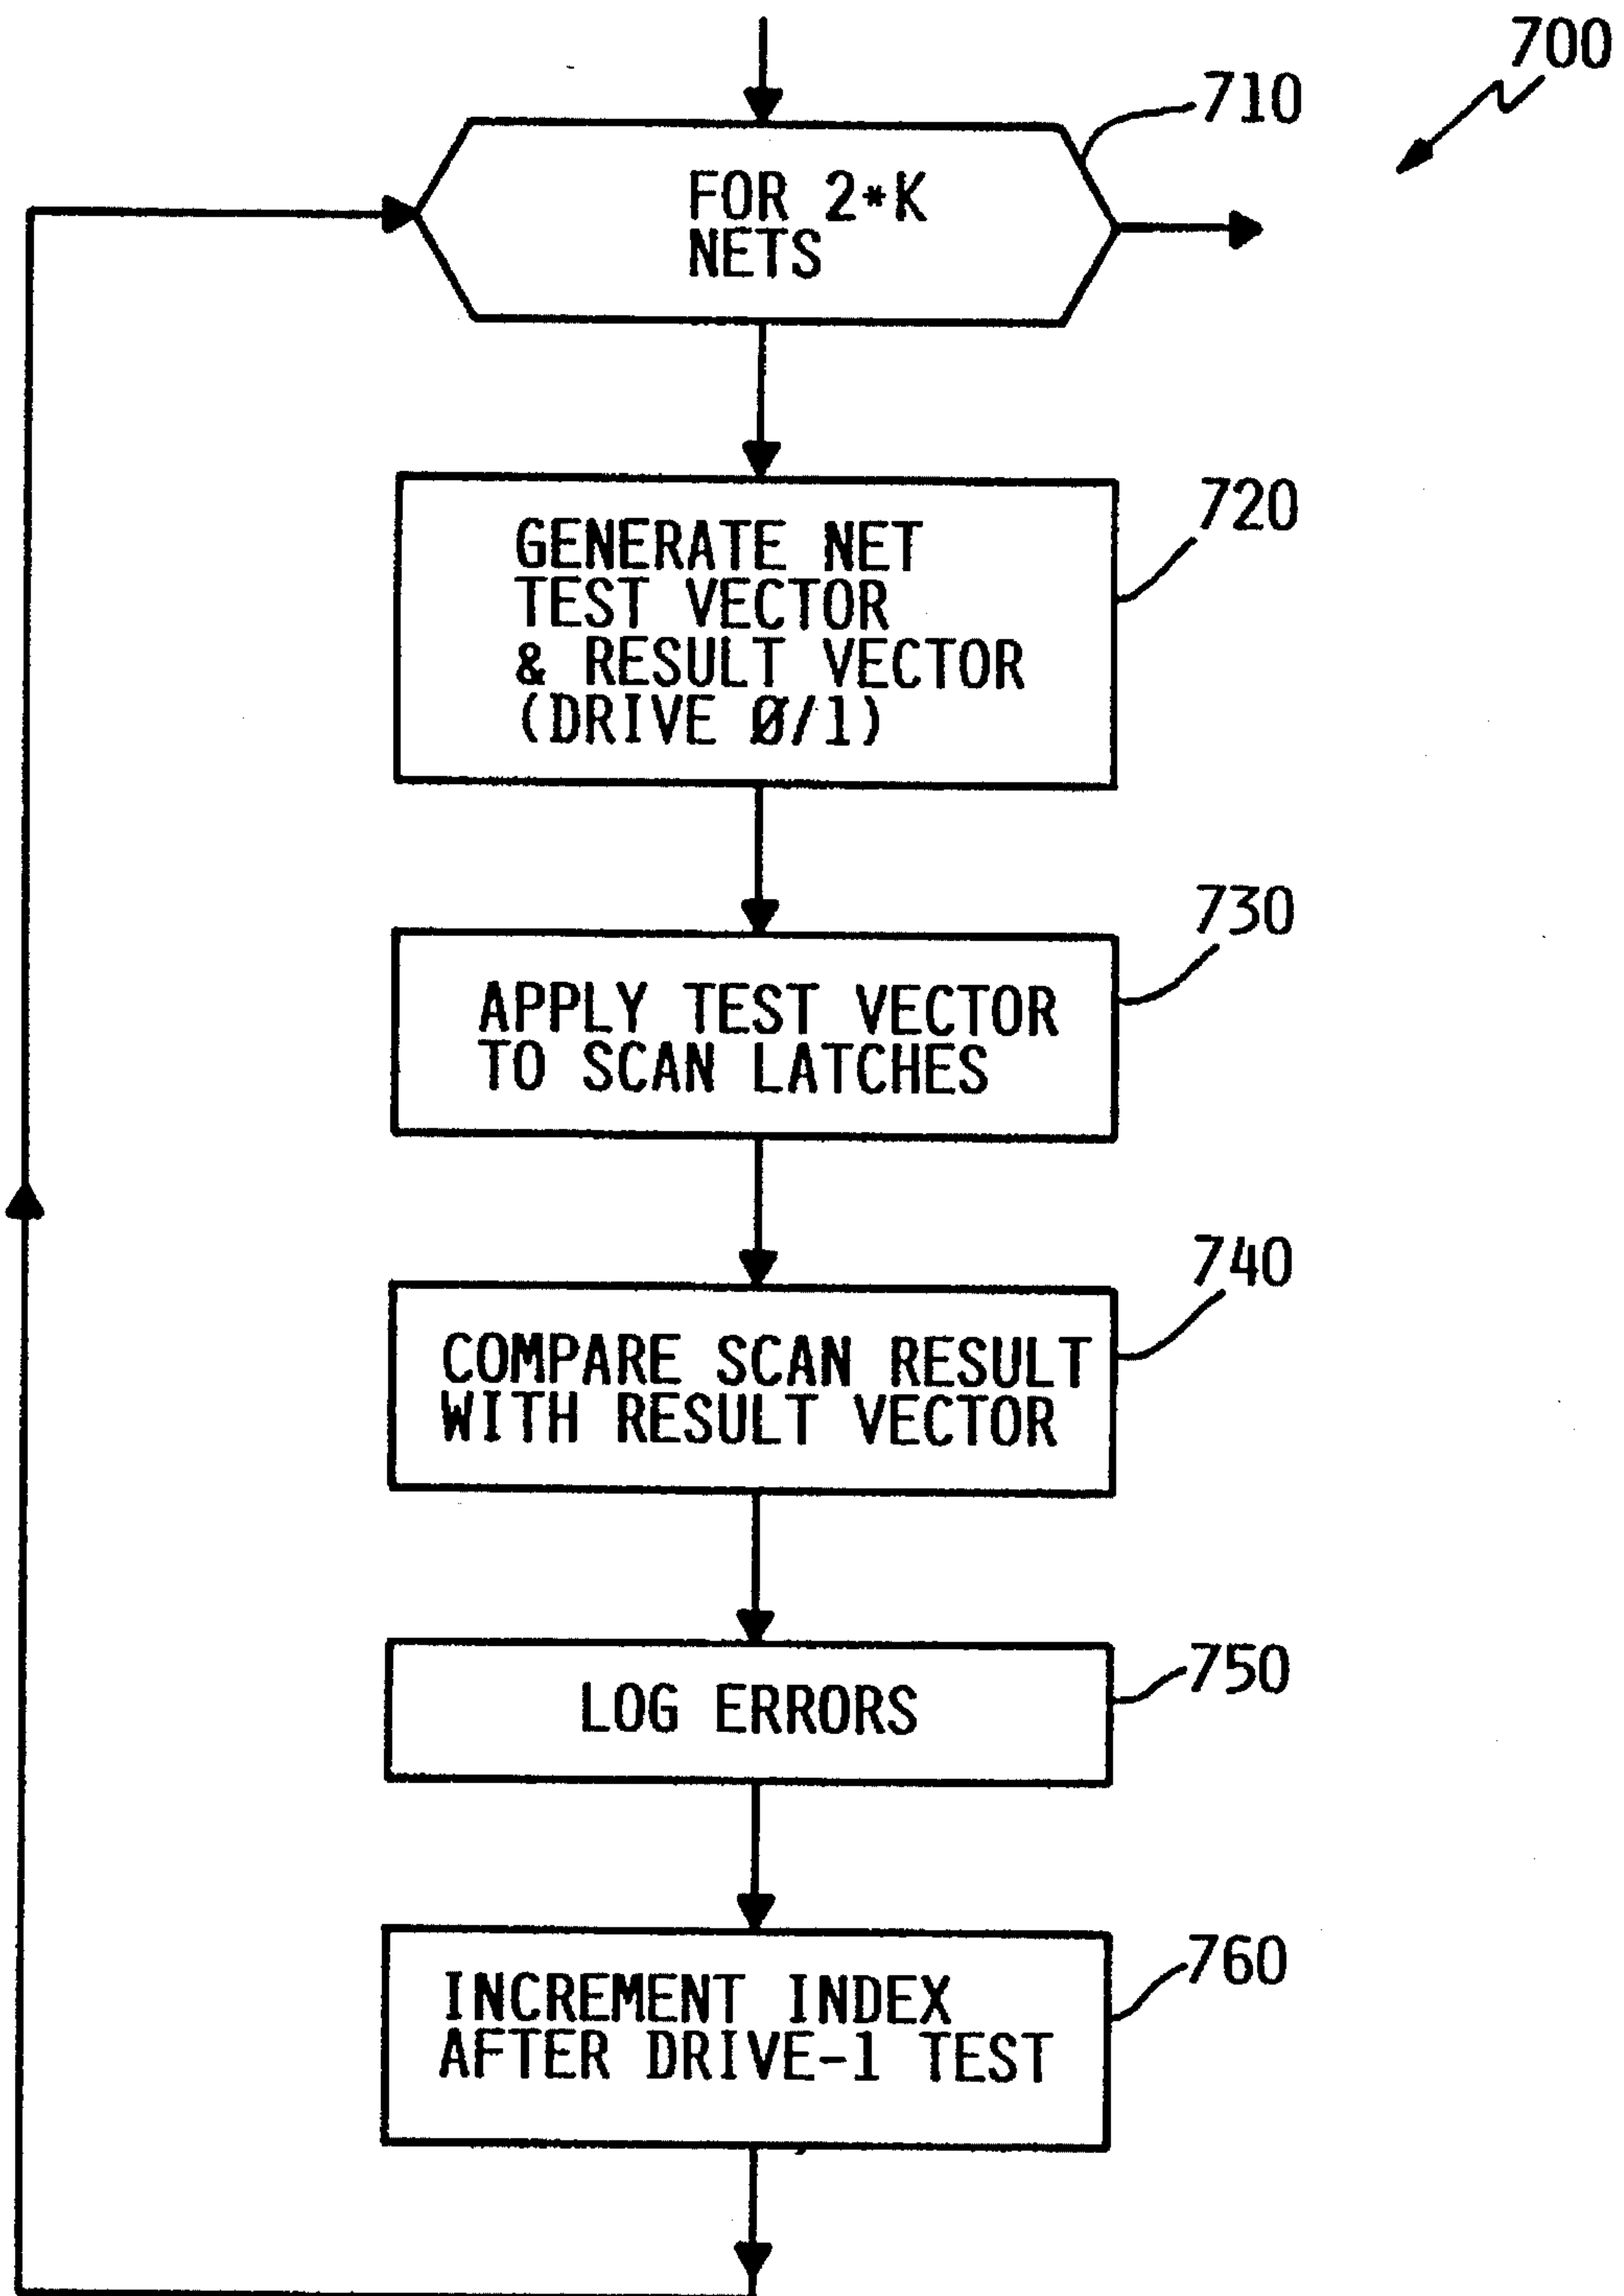 700
710
FOR 2*K
NETS
720
GENERATE NET
TEST VECTOR
& RESULT VECTOR
(DRIVE Ø/1)
730
APPLY TEST VECTOR
TO SCAN LATCHES
740
COMPARE SCAN RESULT
WITH RESULT VECTOR
750
LOG ERRORS
760
INCREMENT INDEX
AFTER DRIVE-1 TEST